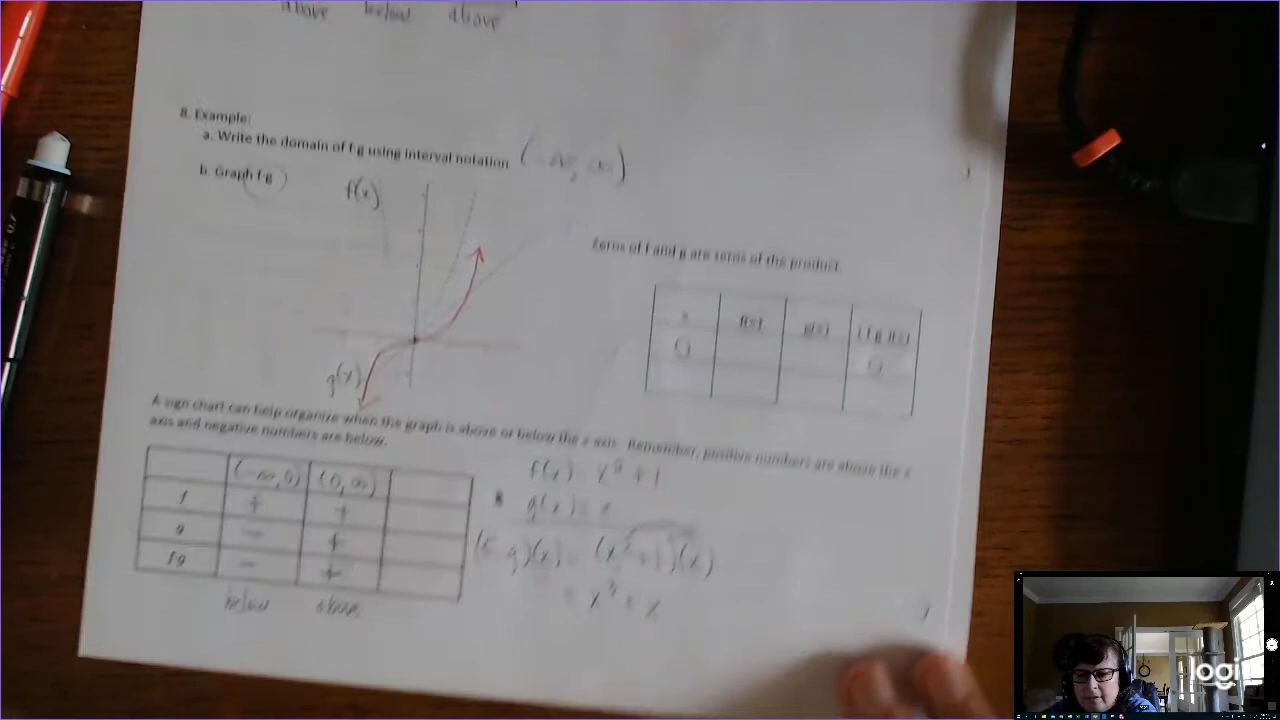 above below above
8. Example:
a. Write the domain of f·g using interval notation (-∞, ∞)
b. Graph f·g
f(x)
g(x)
Zeros of f and g are zeros of the product.
x f(x) g(x) (f·g)(x)
0 0
A sign chart can help organize when the graph is above or below the x-axis. Remember, positive numbers are above the x
axis and negative numbers are below.
(-∞,0) (0,∞)
f + +
g - +
fg - +
below above
f(x) = x² + 1
g(x) = x
(f·g)(x) = (x² + 1)(x)
= x³ + x
logi
0.7